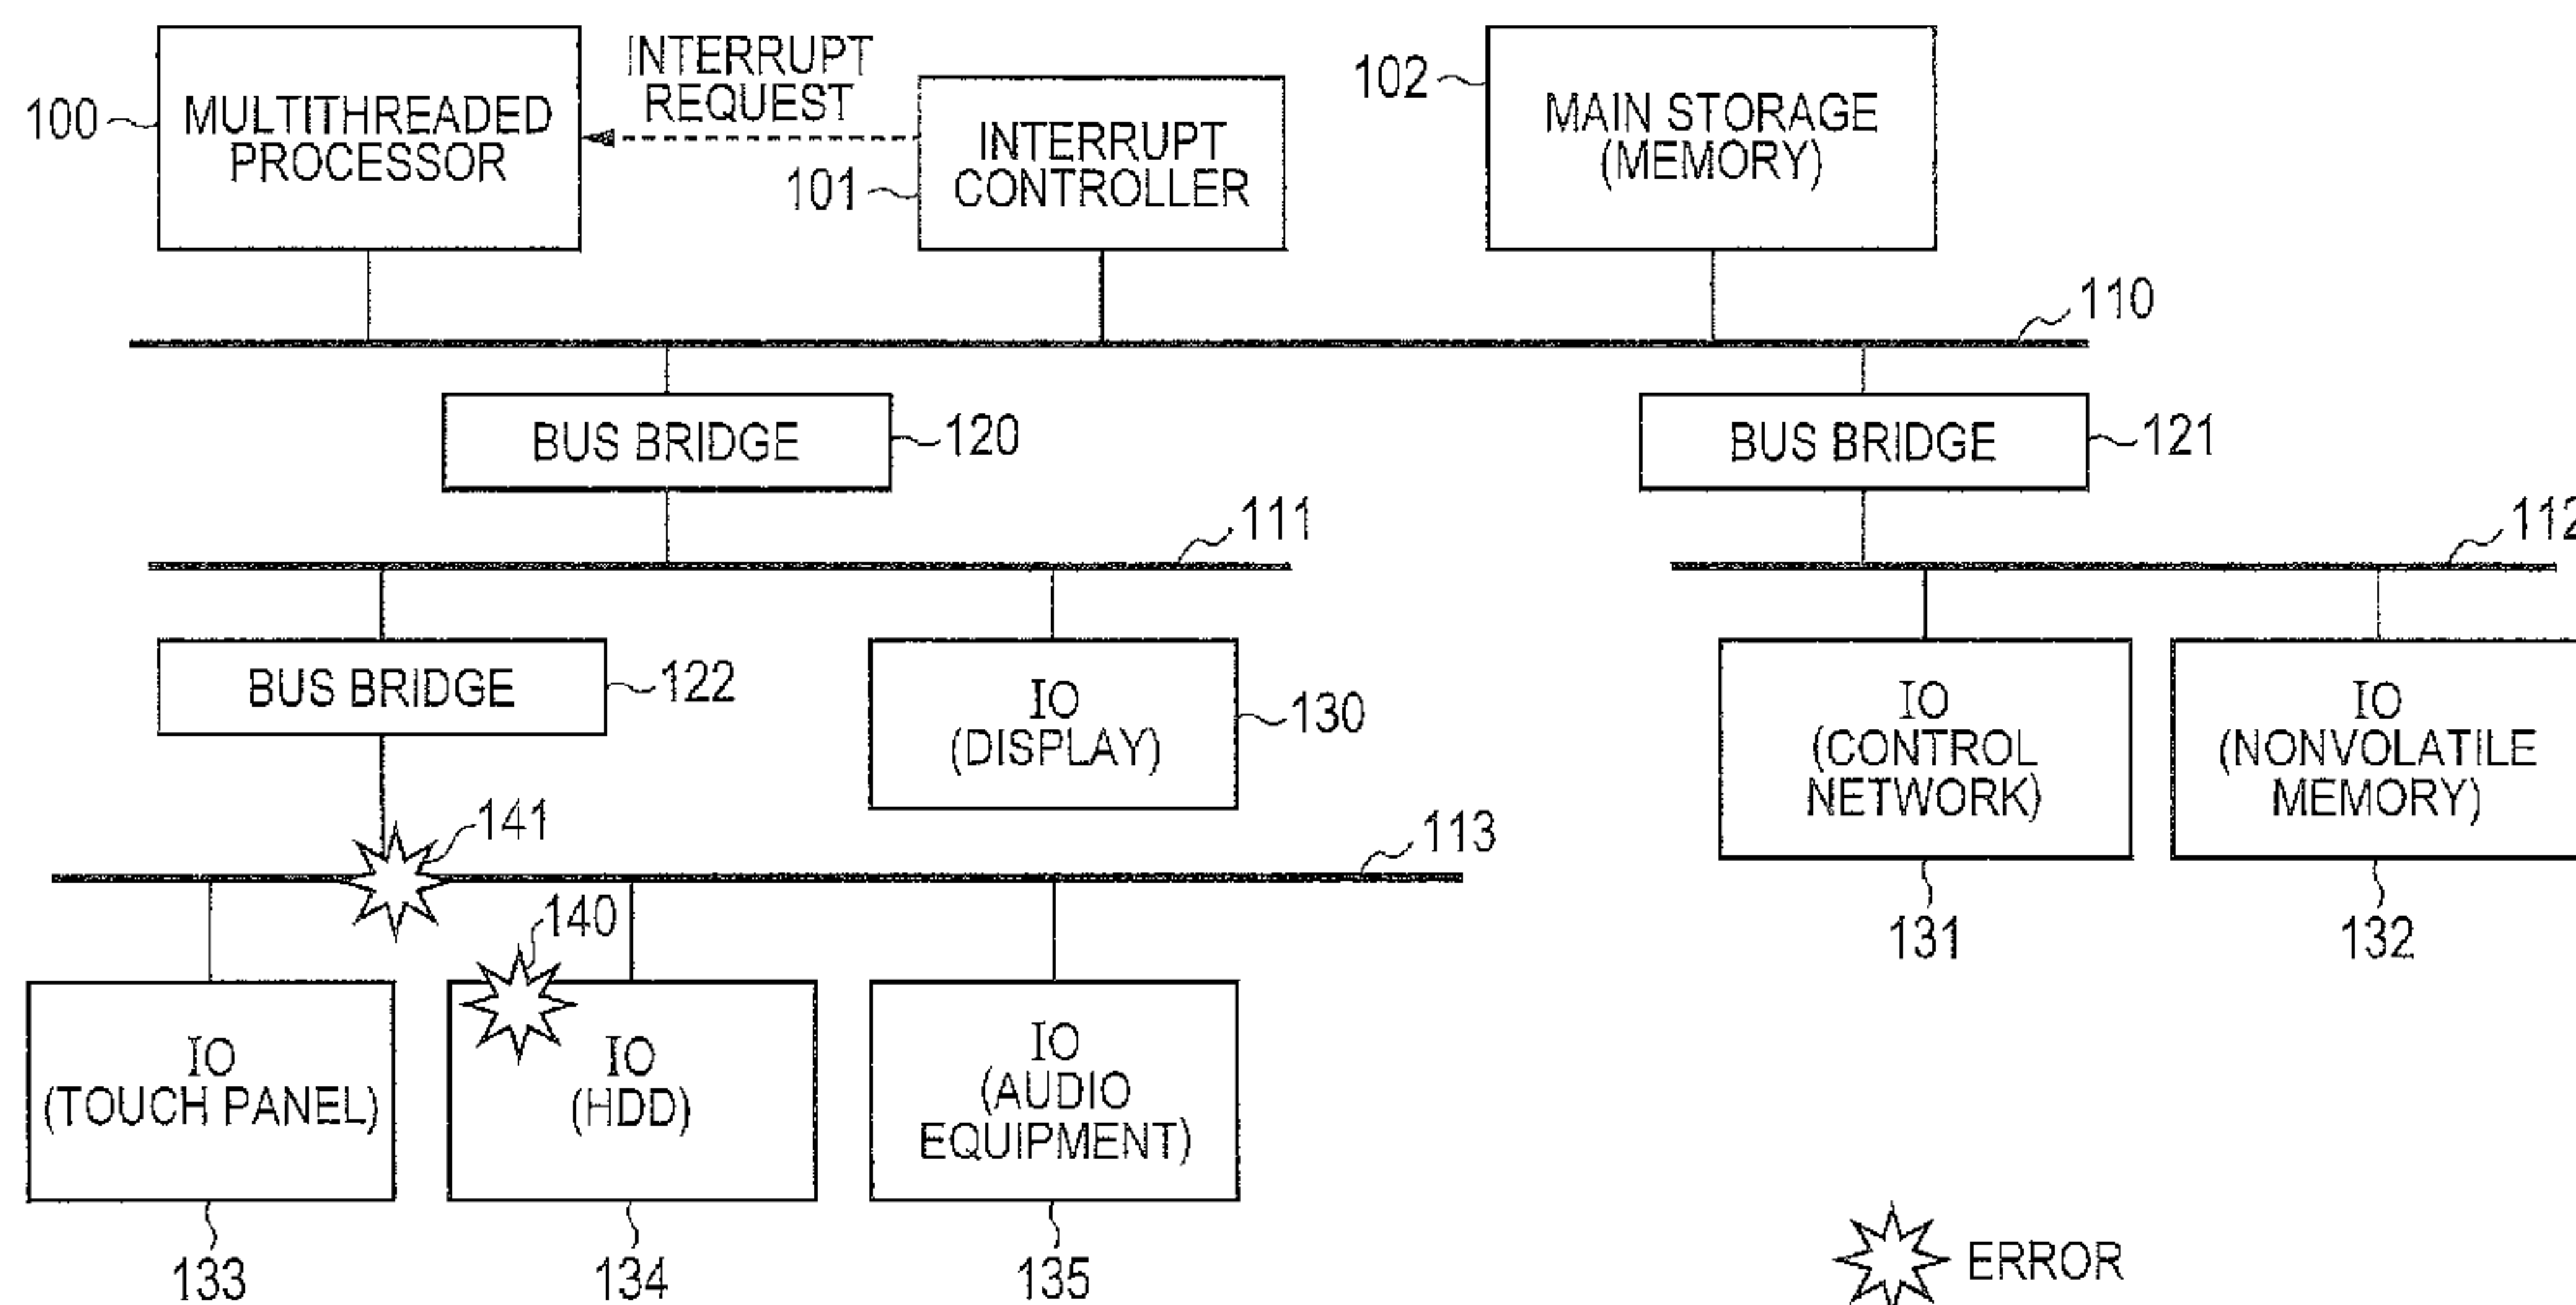 100
MULTITHREADED
PROCESSOR
INTERRUPT
REQUEST
101
INTERRUPT
CONTROLLER
102
MAIN STORAGE
(MEMORY)
110
BUS BRIDGE
120
BUS BRIDGE
121
111
112
BUS BRIDGE
122
IO
(DISPLAY)
130
IO
(CONTROL
NETWORK)
131
IO
(NONVOLATILE
MEMORY)
132
141
113
140
IO
(TOUCH PANEL)
133
IO
(HDD)
134
IO
(AUDIO
EQUIPMENT)
135
ERROR